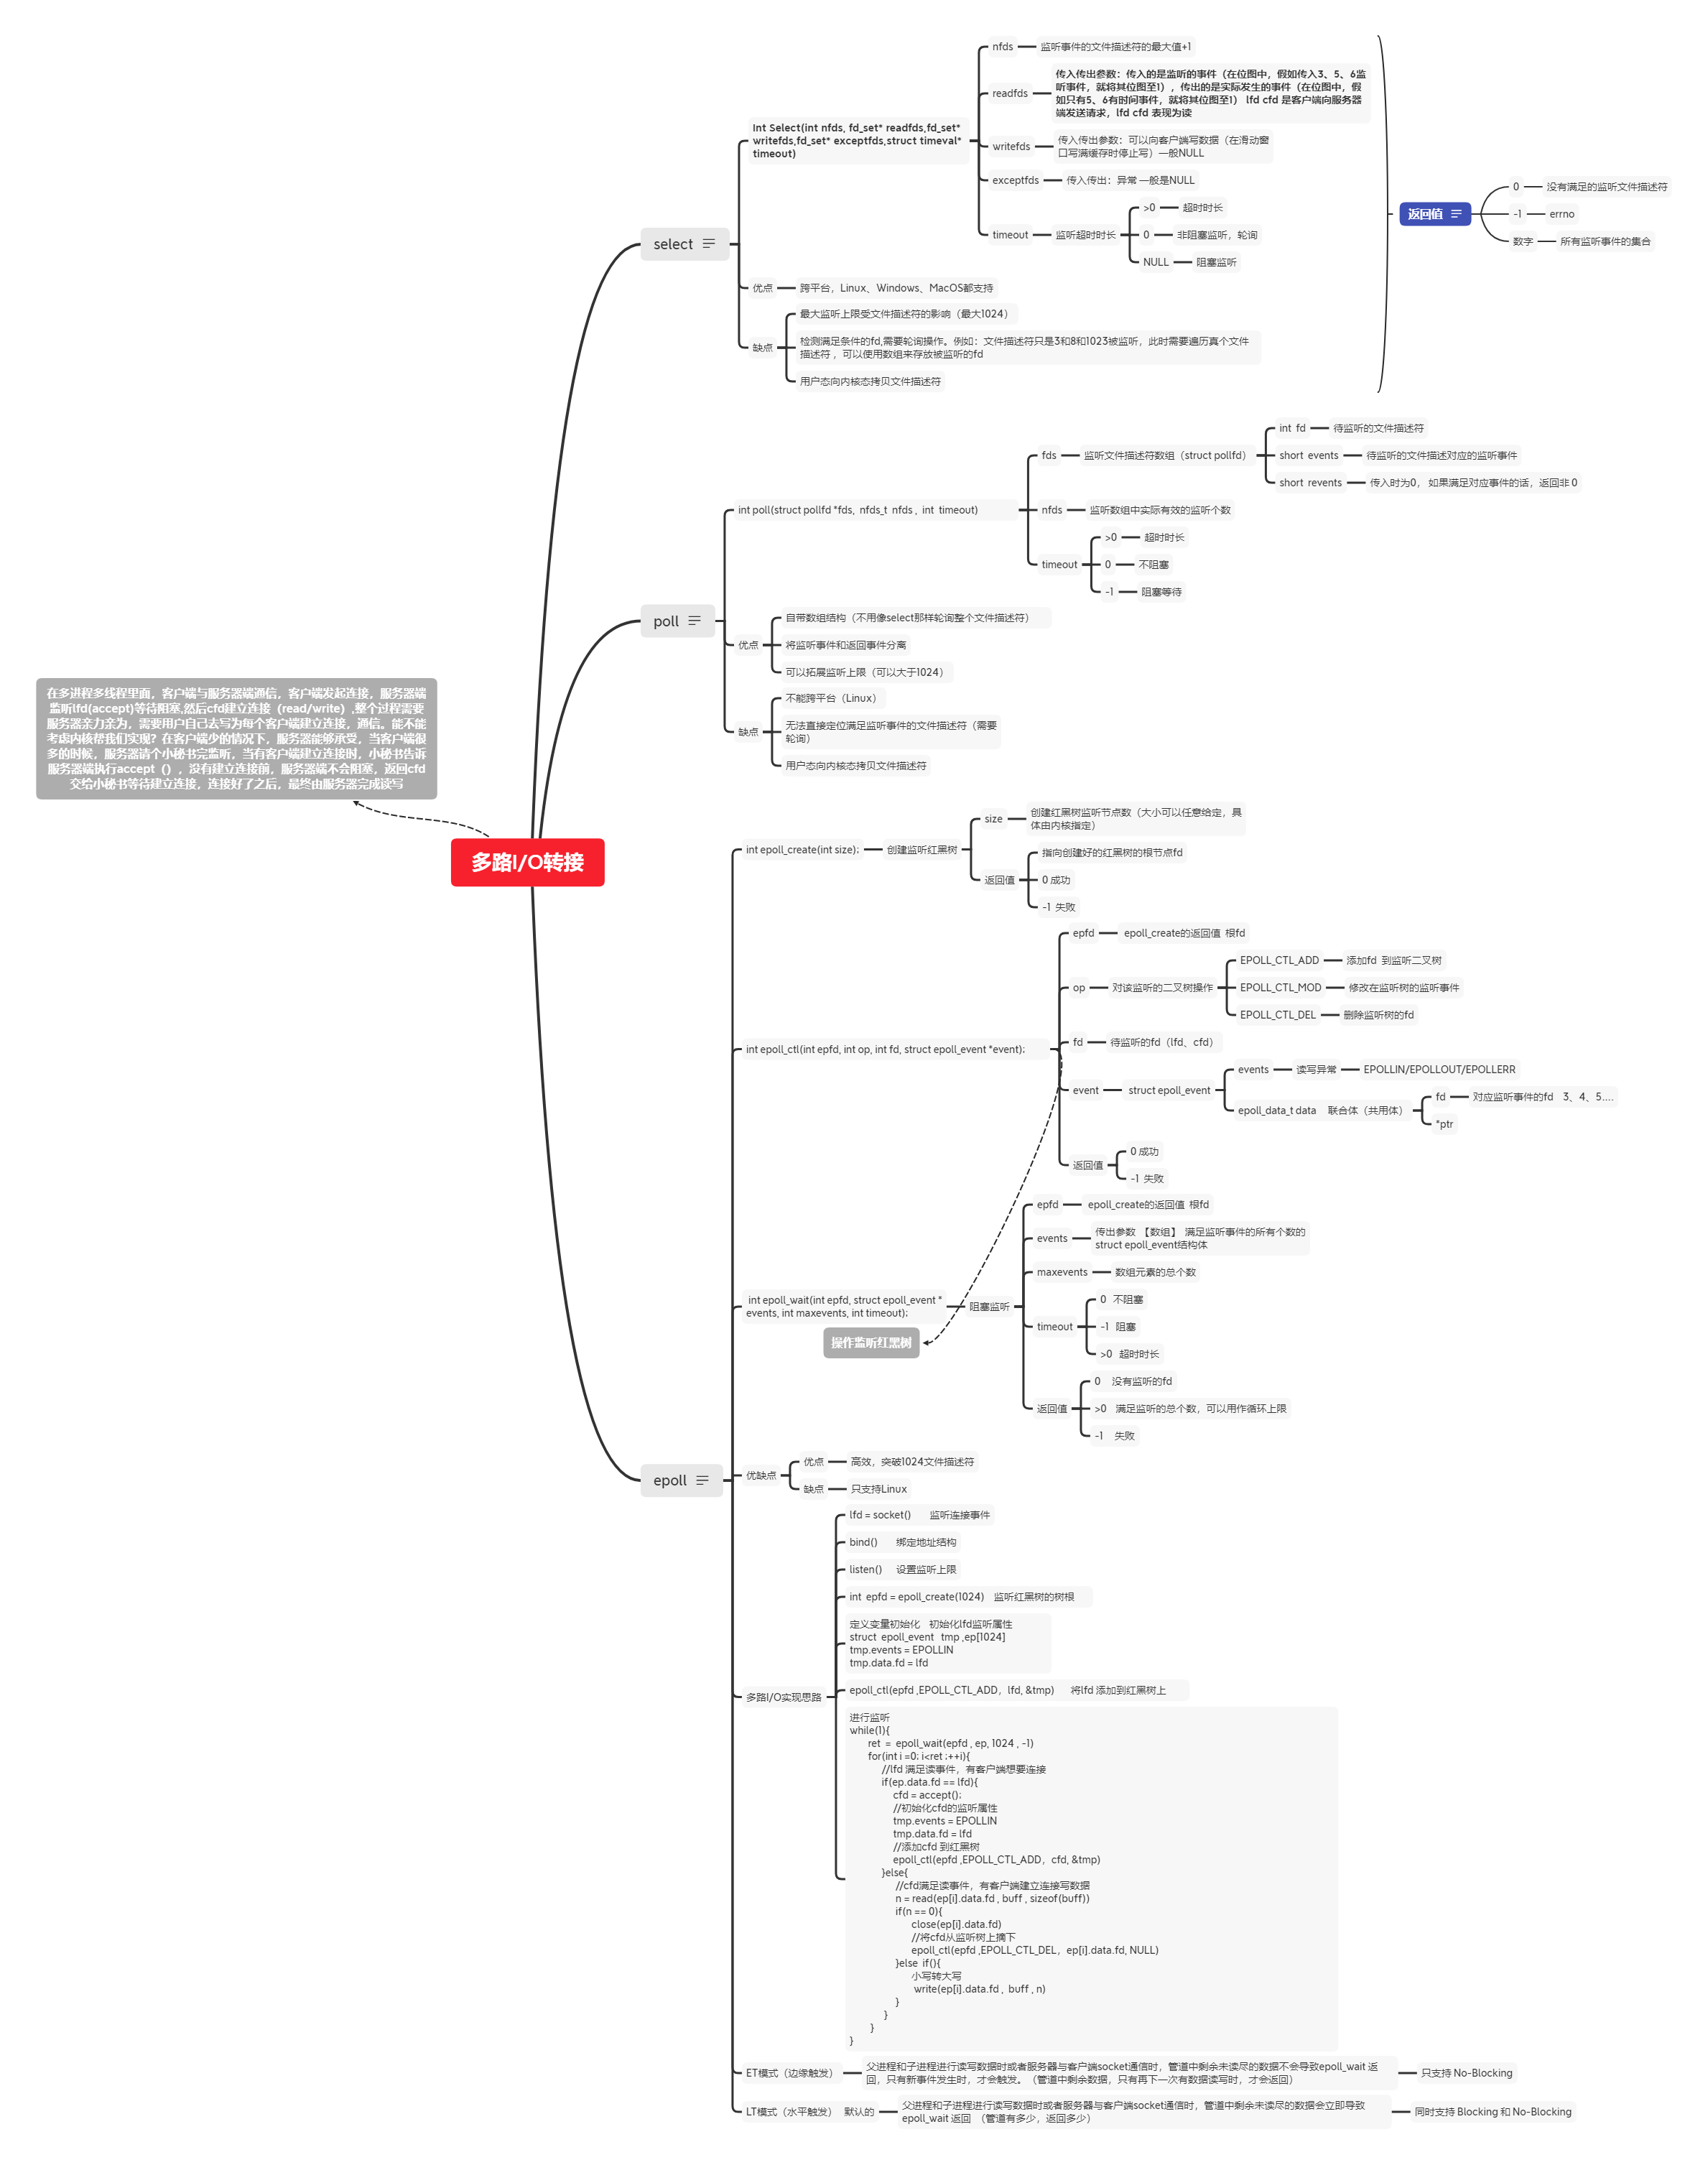 nfds
监听事件的文件描述符的最大值+1
readfds
传入传出参数：传入的是监听的事件（在位图中，假如传入3、5、6监
听事件，就将其位图至1），传出的是实际发生的事件（在位图中，假
如只有5、6有时间事件，就将其位图至1） lfd cfd 是客户端向服务器
端发送请求，lfd cfd 表现为读
Int Select(int nfds, fd_set* readfds,fd_set*
writefds,fd_set* exceptfds,struct timeval*
timeout)
writefds
传入传出参数：可以向客户端写数据（在滑动窗
口写满缓存时停止写）一般NULL
exceptfds
传入传出：异常 一般是NULL
timeout
监听超时时长
>0
超时时长
0
非阻塞监听，轮询
NULL
阻塞监听
返回值
0
没有满足的监听文件描述符
-1
errno
数字
所有监听事件的集合
select
优点
跨平台，Linux、Windows、MacOS都支持
缺点
最大监听上限受文件描述符的影响（最大1024）
检测满足条件的fd,需要轮询操作。例如：文件描述符只是3和8和1023被监听，此时需要遍历真个文件
描述符 ，可以使用数组来存放被监听的fd
用户态向内核态拷贝文件描述符
int poll(struct pollfd *fds, nfds_t nfds , int timeout)
fds
监听文件描述符数组（struct pollfd）
int fd
待监听的文件描述符
short events
待监听的文件描述对应的监听事件
short revents
传入时为0， 如果满足对应事件的话，返回非 0
nfds
监听数组中实际有效的监听个数
timeout
>0
超时时长
0
不阻塞
-1
阻塞等待
poll
优点
自带数组结构（不用像select那样轮询整个文件描述符）
将监听事件和返回事件分离
可以拓展监听上限（可以大于1024）
缺点
不能跨平台（Linux）
无法直接定位满足监听事件的文件描述符（需要
轮询）
用户态向内核态拷贝文件描述符
在多进程多线程里面，客户端与服务器端通信，客户端发起连接，服务器端
监听lfd(accept)等待阻塞,然后cfd建立连接（read/write）,整个过程需要
服务器亲力亲为，需要用户自己去写为每个客户端建立连接，通信。能不能
考虑内核帮我们实现？在客户端少的情况下，服务器能够承受，当客户端很
多的时候，服务器请个小秘书完监听，当有客户端建立连接时，小秘书告诉
服务器端执行accept（），没有建立连接前，服务器端不会阻塞，返回cfd
交给小秘书等待建立连接，连接好了之后，最终由服务器完成读写
多路I/O转接
int epoll_create(int size);
创建监听红黑树
size
创建红黑树监听节点数（大小可以任意给定，具
体由内核指定）
返回值
指向创建好的红黑树的根节点fd
0 成功
-1 失败
int epoll_ctl(int epfd, int op, int fd, struct epoll_event *event);
epfd
epoll_create的返回值 根fd
op
对该监听的二叉树操作
EPOLL_CTL_ADD
添加fd 到监听二叉树
EPOLL_CTL_MOD
修改在监听树的监听事件
EPOLL_CTL_DEL
删除监听树的fd
fd
待监听的fd（lfd、cfd）
event
struct epoll_event
events
读写异常
EPOLLIN/EPOLLOUT/EPOLLERR
epoll_data_t data 联合体（共用体）
fd
对应监听事件的fd 3、4、5....
*ptr
返回值
0 成功
-1 失败
int epoll_wait(int epfd, struct epoll_event *
events, int maxevents, int timeout);
阻塞监听
操作监听红黑树
epfd
epoll_create的返回值 根fd
events
传出参数 【数组】 满足监听事件的所有个数的
struct epoll_event结构体
maxevents
数组元素的总个数
timeout
0 不阻塞
-1 阻塞
>0 超时时长
返回值
0 没有监听的fd
>0 满足监听的总个数，可以用作循环上限
-1 失败
epoll
优缺点
优点
高效，突破1024文件描述符
缺点
只支持Linux
多路I/O实现思路
lfd = socket() 监听连接事件
bind() 绑定地址结构
listen() 设置监听上限
int epfd = epoll_create(1024) 监听红黑树的树根
定义变量初始化 初始化lfd监听属性
struct epoll_event tmp ,ep[1024]
tmp.events = EPOLLIN
tmp.data.fd = lfd
epoll_ctl(epfd ,EPOLL_CTL_ADD，lfd, &tmp) 将lfd 添加到红黑树上
进行监听
while(1){
ret = epoll_wait(epfd , ep, 1024 , -1)
for(int i =0; i<ret ;++i){
//lfd 满足读事件，有客户端想要连接
if(ep.data.fd == lfd){
cfd = accept();
//初始化cfd的监听属性
tmp.events = EPOLLIN
tmp.data.fd = lfd
//添加cfd 到红黑树
epoll_ctl(epfd ,EPOLL_CTL_ADD，cfd, &tmp)
}else{
//cfd满足读事件，有客户端建立连接写数据
n = read(ep[i].data.fd , buff , sizeof(buff))
if(n == 0){
close(ep[i].data.fd)
//将cfd从监听树上摘下
epoll_ctl(epfd ,EPOLL_CTL_DEL，ep[i].data.fd, NULL)
}else if(){
小写转大写
write(ep[i].data.fd , buff , n)
}
}
}
}
ET模式（边缘触发）
父进程和子进程进行读写数据时或者服务器与客户端socket通信时，管道中剩余未读尽的数据不会导致epoll_wait 返
回，只有新事件发生时，才会触发。（管道中剩余数据，只有再下一次有数据读写时，才会返回）
只支持 No-Blocking
LT模式（水平触发） 默认的
父进程和子进程进行读写数据时或者服务器与客户端socket通信时，管道中剩余未读尽的数据会立即导致
epoll_wait 返回 （管道有多少，返回多少）
同时支持 Blocking 和 No-Blocking